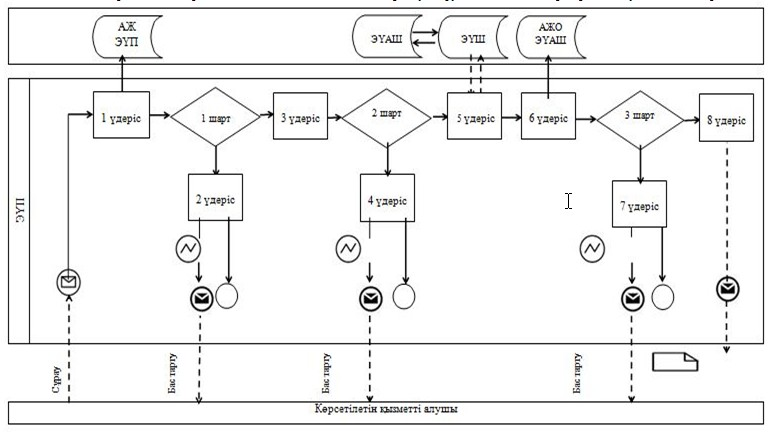 АЖ
ЭҮП
ЭҮАШ
ЭҮШ
АЖО
ЭҮАШ
1 үдеріс
1 шарт
3 үдеріс
2 шарт
5 үдеріс
6 үдеріс
3 шарт
8 үдеріс
2 үдеріс
4 үдеріс
7 үдеріс
ЭҮП
Сұрау
Бас тарту
Бас тарту
Бас тарту
Көрсетілетін қызметті алушы